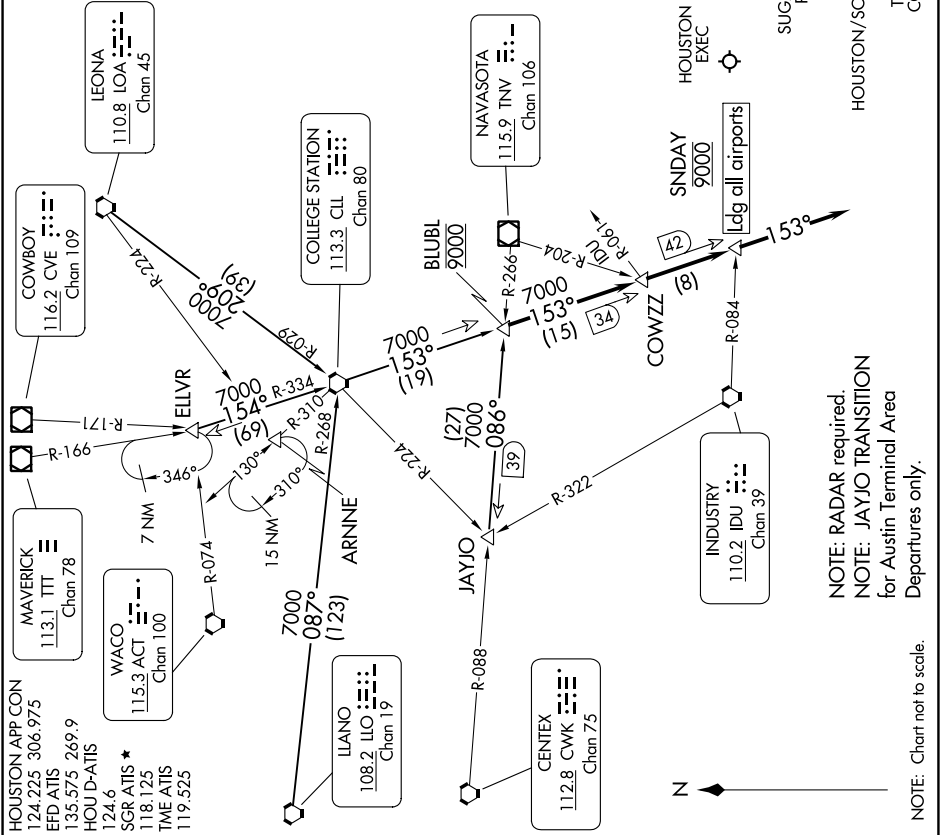 HOUSTON APP CON
124.225 306.975
EFD ATIS
135.575 269.9
HOU D-ATIS
124.6
SGR ATIS ★
118.125
TME ATIS
119.525
MAVERICK
113.1 TTT
Chan 78
COWBOY
116.2 CVE
Chan 109
LEONA
110.8 LOA
Chan 45
WACO
115.3 ACT
Chan 100
R-166
R-171
R-224
7000
209°
(39)
R-029
ELLVR
346°
7 NM
R-074
7000
154°
(69)
R-334
130°
310°
15 NM
R-310
ARNNE
R-268
COLLEGE STATION
113.3 CLL
Chan 80
7000
087°
(123)
LLANO
108.2 LLO
Chan 19
7000
153°
(19)
R-224
BLUBL
9000
NAVASOTA
115.9 TNV
Chan 106
R-266
R-204
(27)
7000
086°
39
JAYJO
R-088
CENTEX
112.8 CWK
Chan 75
7000
153°
(15)
34
IDU
R-061
COWZZ
42
(8)
SNDAY
9000
Ldg all airports
153°
R-084
R-322
INDUSTRY
110.2 IDU
Chan 39
HOUSTON
EXEC
SUG
HOUSTON/SC
N
NOTE: RADAR required.
NOTE: JAYJO TRANSITION
for Austin Terminal Area
Departures only.
NOTE: Chart not to scale.